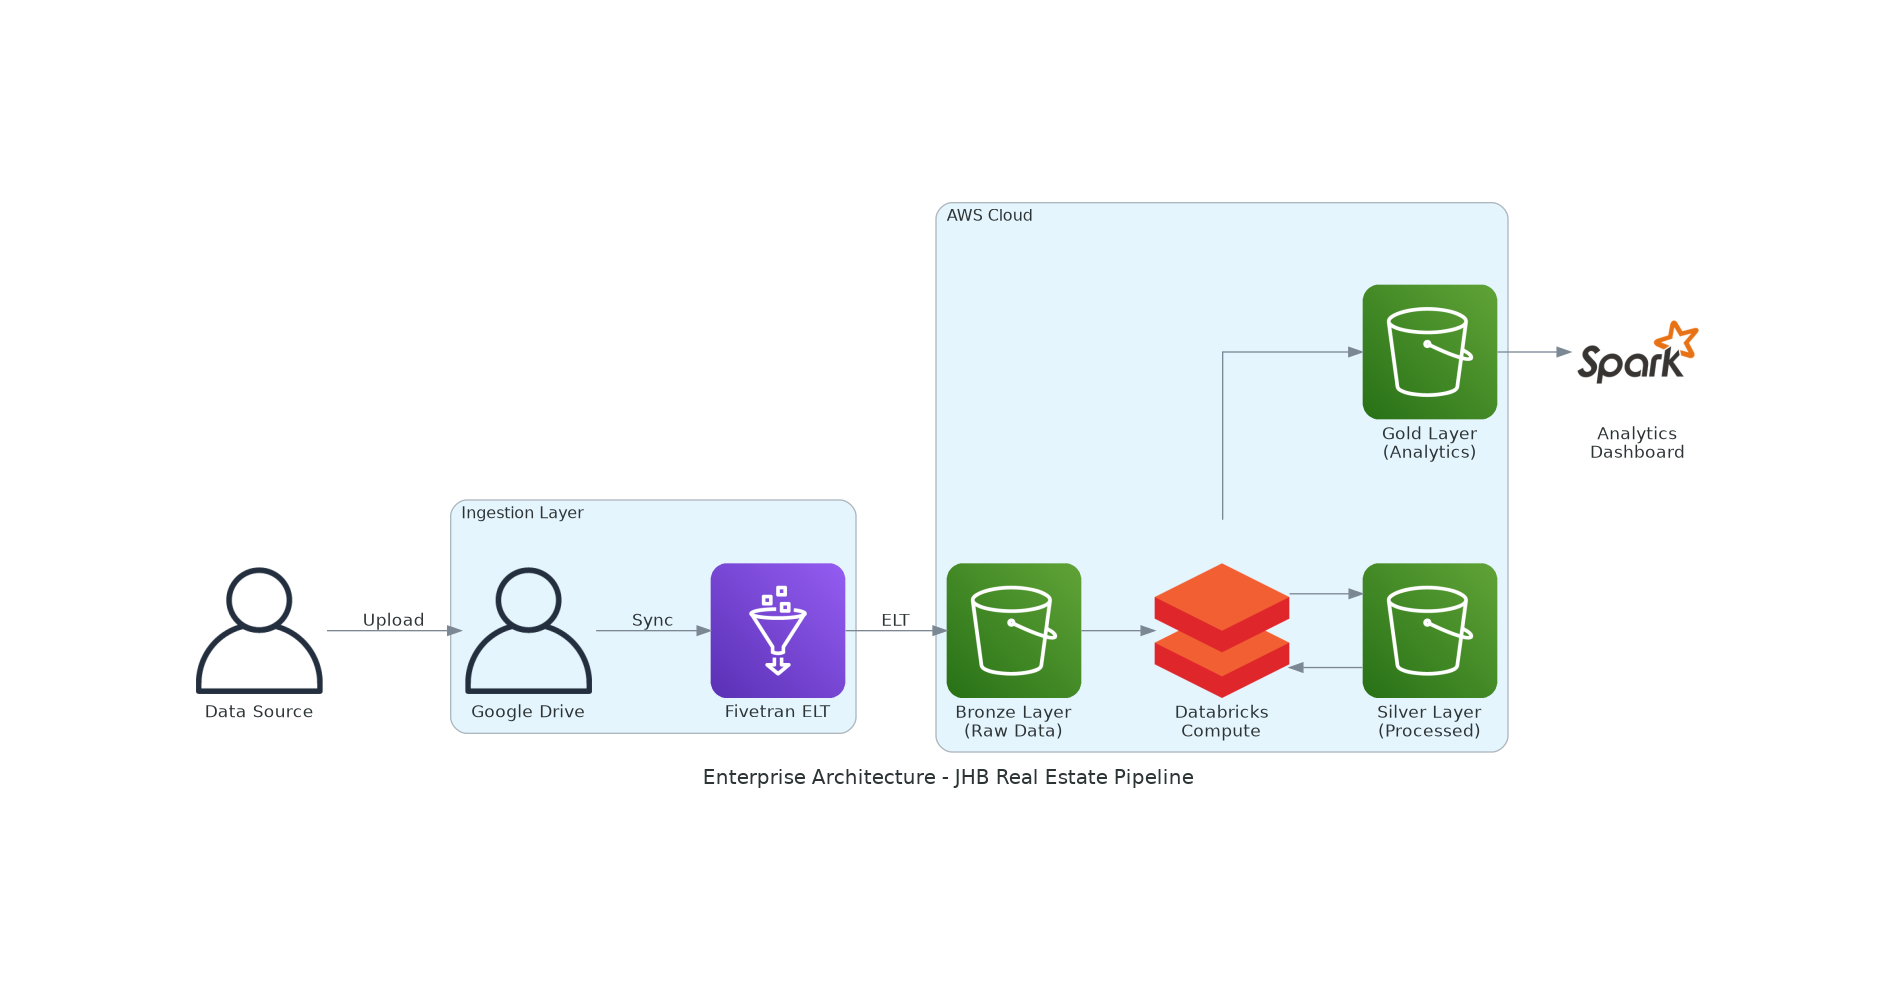 AWS Cloud
Spark
Gold Layer
(Analytics)
Analytics
Dashboard
Ingestion Layer
Upload
Sync
ELT
Data Source
Google Drive
Fivetran ELT
Bronze Layer
(Raw Data)
Databricks
Compute
Silver Layer
(Processed)
Enterprise Architecture - JHB Real Estate Pipeline